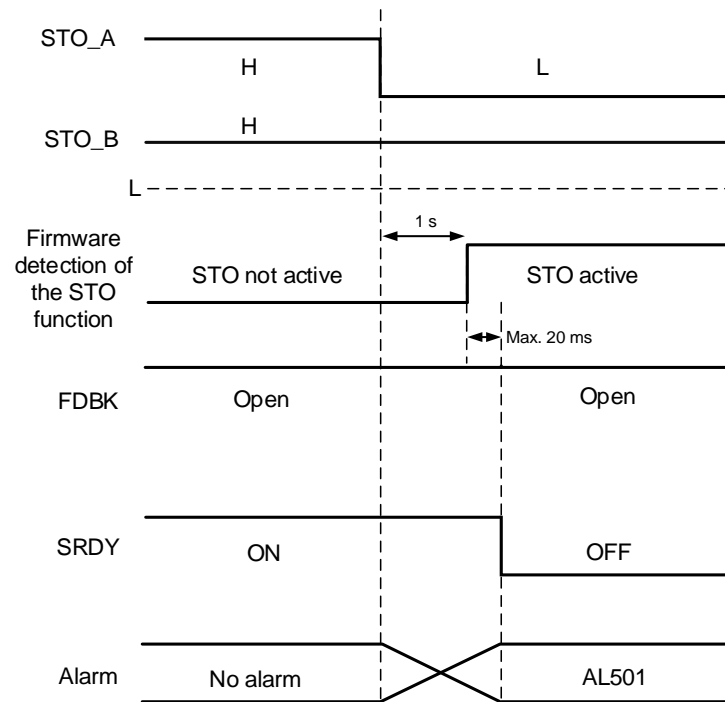 STO_A
H
L
STO_B
H
L
1 s
Firmware
detection of
the STO
function
STO not active
STO active
Max. 20 ms
FDBK
Open
Open
SRDY
ON
OFF
Alarm
No alarm
AL501